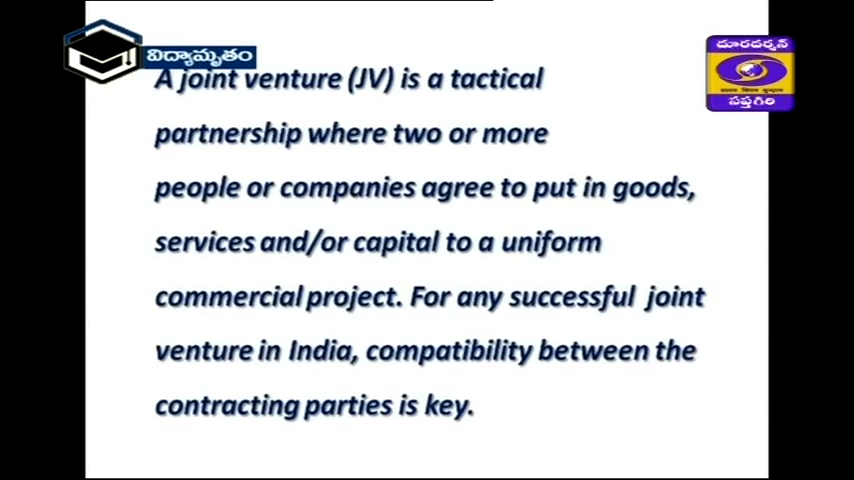 విద్యామృతం
దూరదర్శన్
సప్తగిరి
A joint venture (JV) is a tactical
partnership where two or more
people or companies agree to put in goods,
services and/or capital to a uniform
commercial project. For any successful joint
venture in India, compatibility between the
contracting parties is key.